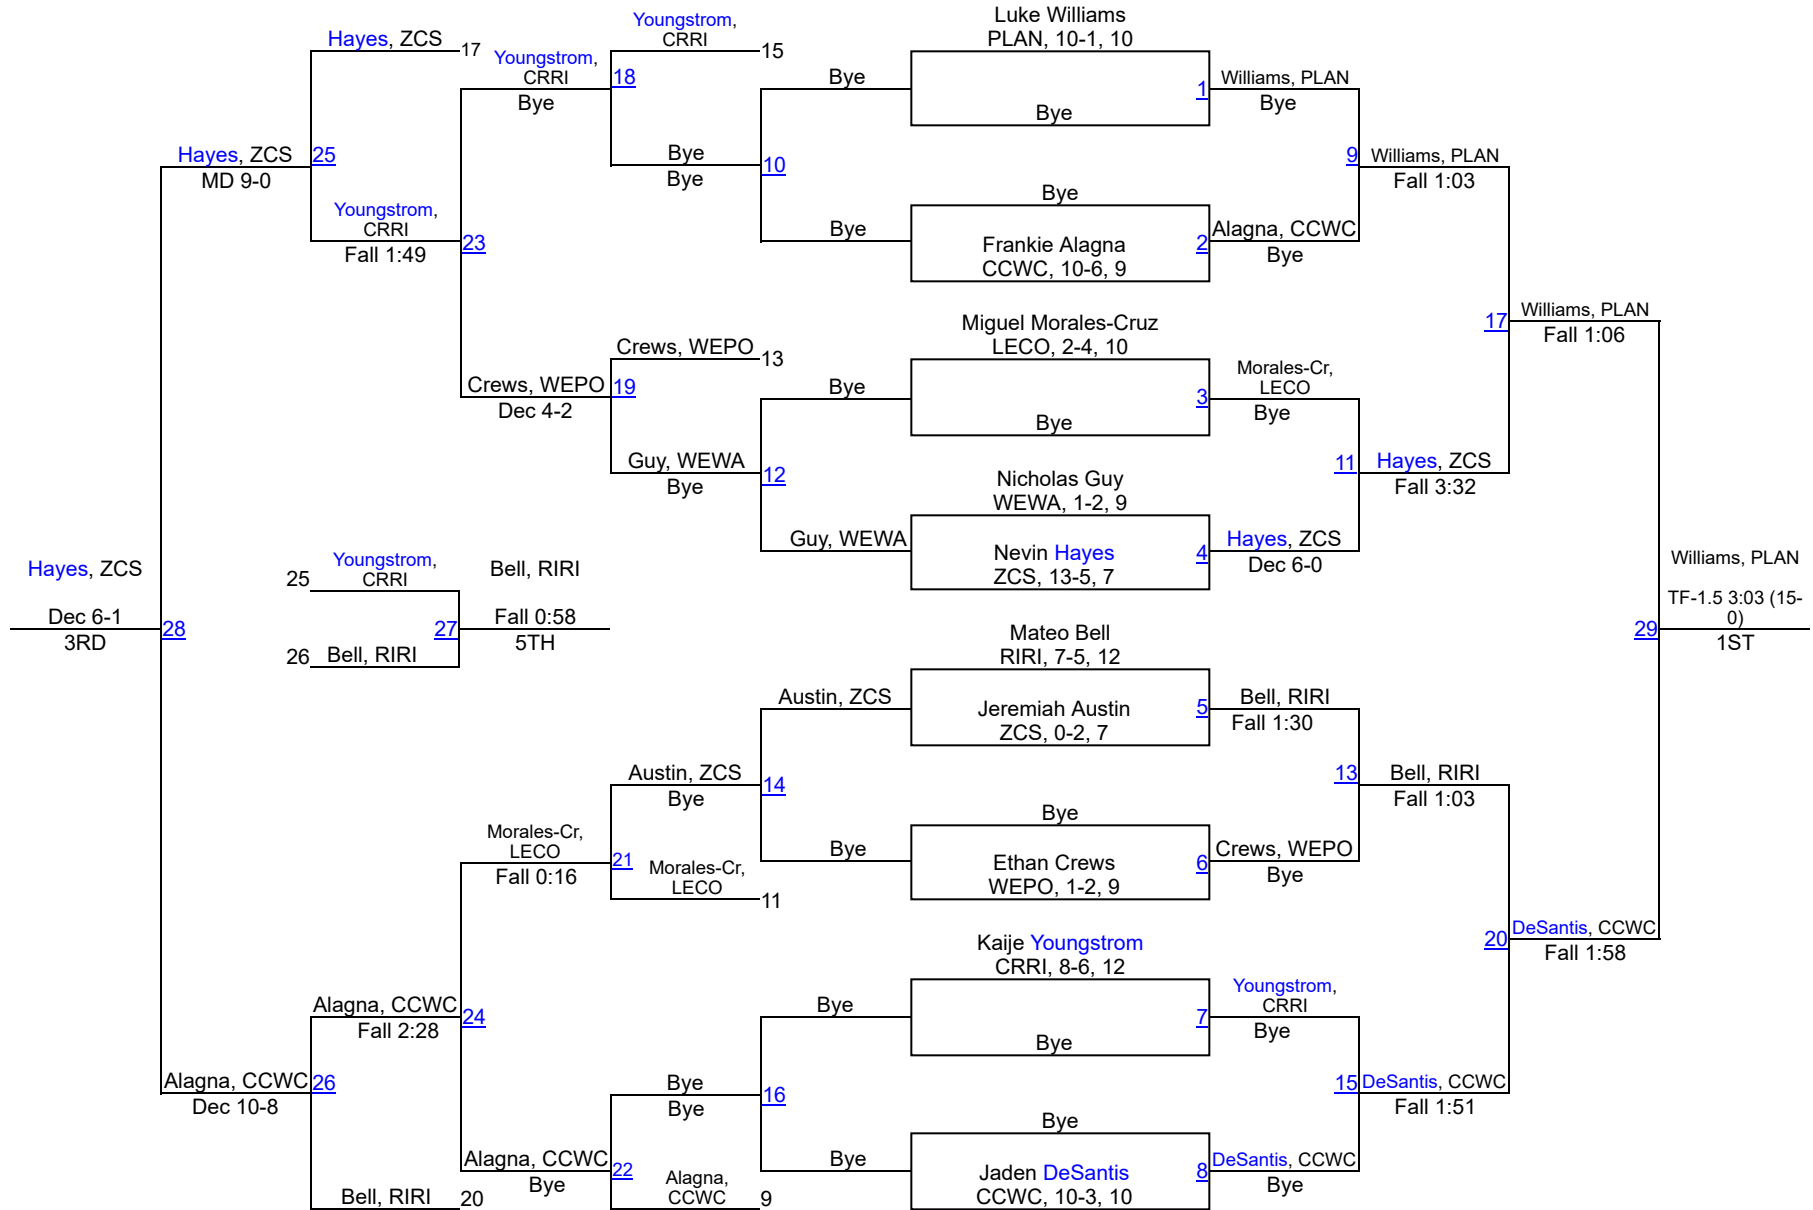 Luke Williams
PLAN, 10-1, 10
Youngstrom,
CRRI
15
Hayes, ZCS
17
Youngstrom,
CRRI
Bye
18
Bye
Bye
1
Williams, PLAN
Bye
Hayes, ZCS
MD 9-0
25
Bye
Bye
10
9
Williams, PLAN
Fall 1:03
Youngstrom,
CRRI
Fall 1:49
23
Bye
Bye
Frankie Alagna
CCWC, 10-6, 9
2
Alagna, CCWC
Bye
Miguel Morales-Cruz
LECO, 2-4, 10
17
Williams, PLAN
Fall 1:06
Crews, WEPO
13
Crews, WEPO
Dec 4-2
19
Bye
Bye
3
Morales-Cr,
LECO
Bye
Guy, WEWA
Bye
12
Nicholas Guy
WEWA, 1-2, 9
11
Hayes, ZCS
Fall 3:32
Guy, WEWA
Nevin Hayes
ZCS, 13-5, 7
4
Hayes, ZCS
Dec 6-0
Hayes, ZCS
Dec 6-1
3RD
28
25
Youngstrom,
CRRI
26
Bell, RIRI
27
Bell, RIRI
Fall 0:58
5TH
Williams, PLAN
TF-1.5 3:03 (15-
0)
1ST
29
Mateo Bell
RIRI, 7-5, 12
Austin, ZCS
Jeremiah Austin
ZCS, 0-2, 7
5
Bell, RIRI
Fall 1:30
Austin, ZCS
Bye
14
13
Bell, RIRI
Fall 1:03
Morales-Cr,
LECO
Fall 0:16
21
Morales-Cr,
LECO
11
Bye
Bye
Ethan Crews
WEPO, 1-2, 9
6
Crews, WEPO
Bye
20
DeSantis, CCWC
Fall 1:58
Kaije Youngstrom
CRRI, 8-6, 12
Alagna, CCWC
Fall 2:28
24
Bye
Bye
7
Youngstrom,
CRRI
Bye
Alagna, CCWC
Dec 10-8
26
Bye
Bye
16
15
DeSantis, CCWC
Fall 1:51
Bye
Alagna, CCWC
Bye
22
Bye
Jaden DeSantis
CCWC, 10-3, 10
8
DeSantis, CCWC
Bye
Bell, RIRI
20
Alagna,
CCWC
9